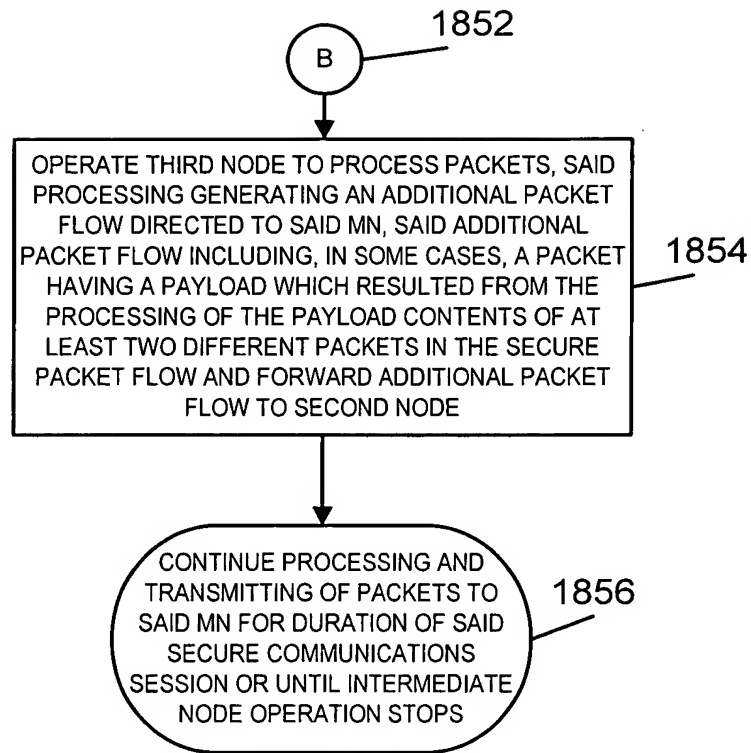 1852
B
OPERATE THIRD NODE TO PROCESS PACKETS, SAID
PROCESSING GENERATING AN ADDITIONAL PACKET
FLOW DIRECTED TO SAID MN, SAID ADDITIONAL
PACKET FLOW INCLUDING, IN SOME CASES, A PACKET
HAVING A PAYLOAD WHICH RESULTED FROM THE
PROCESSING OF THE PAYLOAD CONTENTS OF AT
LEAST TWO DIFFERENT PACKETS IN THE SECURE
PACKET FLOW AND FORWARD ADDITIONAL PACKET
FLOW TO SECOND NODE
1854
CONTINUE PROCESSING AND
TRANSMITTING OF PACKETS TO
SAID MN FOR DURATION OF SAID
SECURE COMMUNICATIONS
SESSION OR UNTIL INTERMEDIATE
NODE OPERATION STOPS
1856